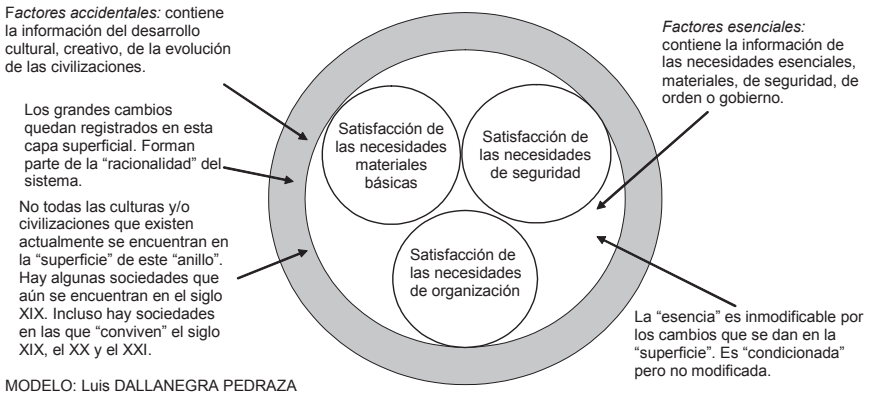 Factores accidentales: contiene
la información del desarrollo
cultural, creativo, de la evolución
de las civilizaciones.
Los grandes cambios
quedan registrados en esta
capa superficial. Forman
parte de la “racionalidad” del
sistema.
No todas las culturas y/o
civilizaciones que existen
actualmente se encuentran en
la “superficie” de este “anillo”.
Hay algunas sociedades que
aún se encuentran en el siglo
XIX. Incluso hay sociedades
en las que “conviven” el siglo
XIX, el XX y el XXI.
Satisfacción de
las necesidades
materiales
básicas
Satisfacción de
las necesidades
de seguridad
Satisfacción de
las necesidades
de organización
Factores esenciales:
contiene la información de
las necesidades esenciales,
materiales, de seguridad, de
orden o gobierno.
La “esencia” es inmodificable por
los cambios que se dan en la
“superficie”. Es “condicionada”
pero no modificada.
MODELO: Luis DALLANEGRA PEDRAZA